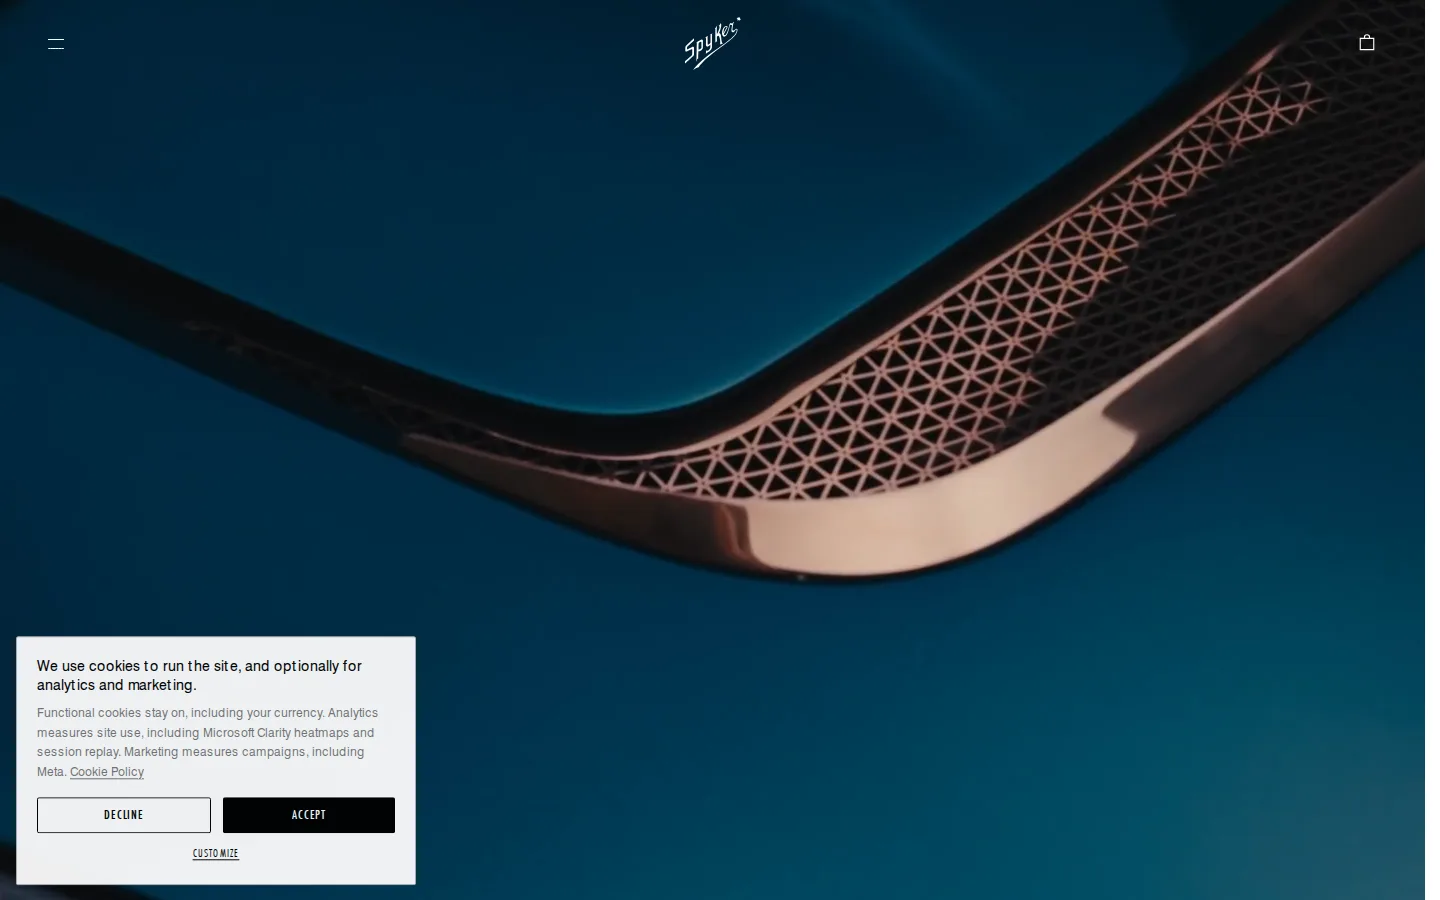 Spyker
We use cookies to run the site, and optionally for
analytics and marketing.
Functional cookies stay on, including your currency. Analytics
measures site use, including Microsoft Clarity heatmaps and
session replay. Marketing measures campaigns, including
Meta. Cookie Policy
DECLINE
ACCEPT
CUSTOMIZE